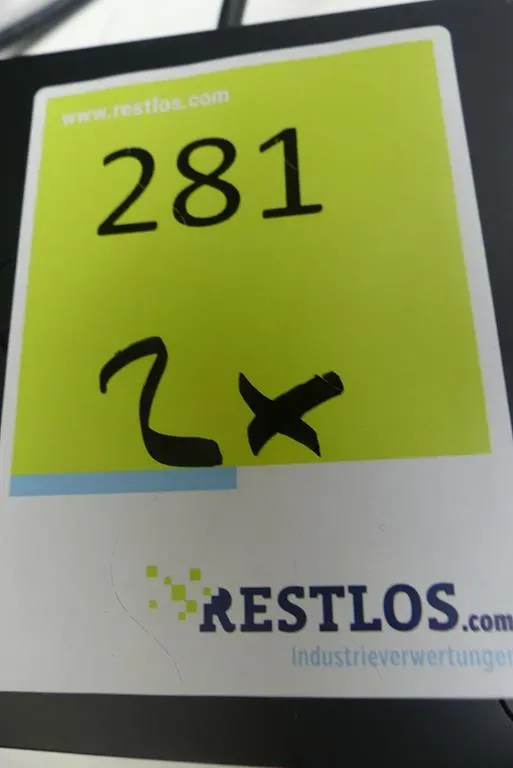 www.restlos.com
281
2x
RESTLOS.com
Industrieverwertungen